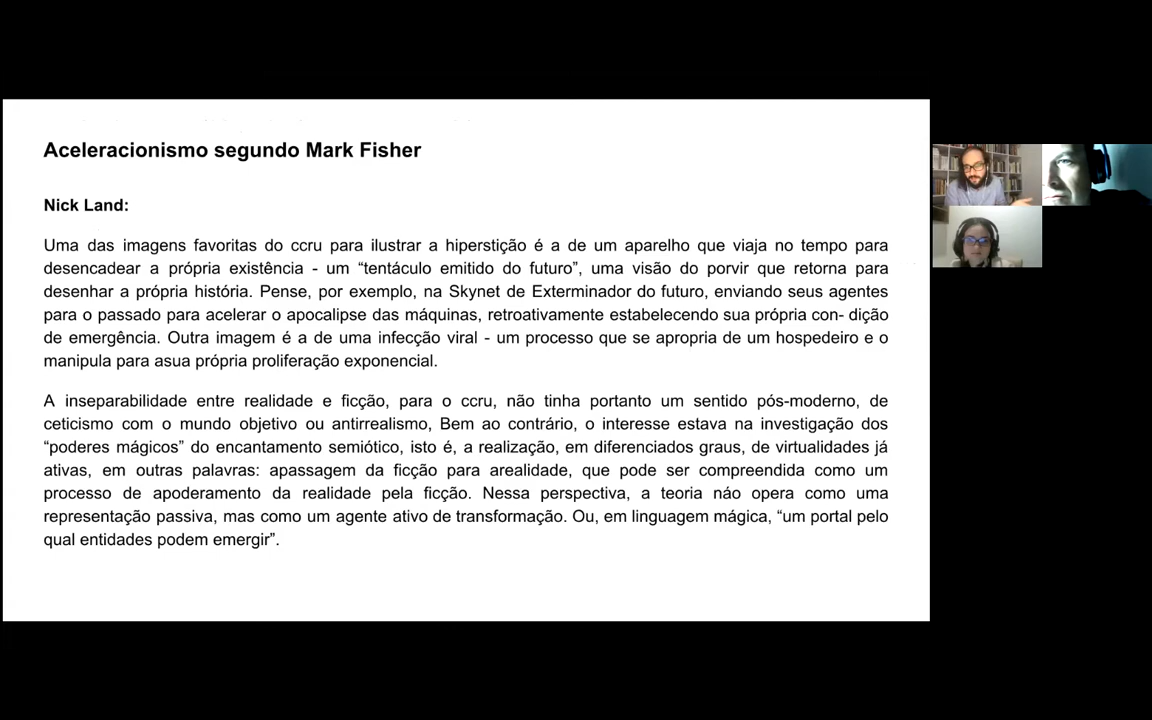 Aceleracionismo segundo Mark Fisher
Nick Land:
Uma das imagens favoritas do ccru para ilustrar a hiperstição é a de um aparelho que viaja no tempo para
desencadear a própria existência - um “tentáculo emitido do futuro”, uma visão do porvir que retorna para
desenhar a própria história. Pense, por exemplo, na Skynet de Exterminador do futuro, enviando seus agentes
para o passado para acelerar o apocalipse das máquinas, retroativamente estabelecendo sua própria con- dição
de emergência. Outra imagem é a de uma infecção viral - um processo que se apropria de um hospedeiro e o
manipula para asua própria proliferação exponencial.
A inseparabilidade entre realidade e ficção, para o ccru, não tinha portanto um sentido pós-moderno, de
ceticismo com o mundo objetivo ou antirrealismo, Bem ao contrário, o interesse estava na investigação dos
“poderes mágicos” do encantamento semiótico, isto é, a realização, em diferenciados graus, de virtualidades já
ativas, em outras palavras: apassagem da ficção para arealidade, que pode ser compreendida como um
processo de apoderamento da realidade pela ficção. Nessa perspectiva, a teoria náo opera como uma
representação passiva, mas como um agente ativo de transformação. Ou, em linguagem mágica, “um portal pelo
qual entidades podem emergir”.